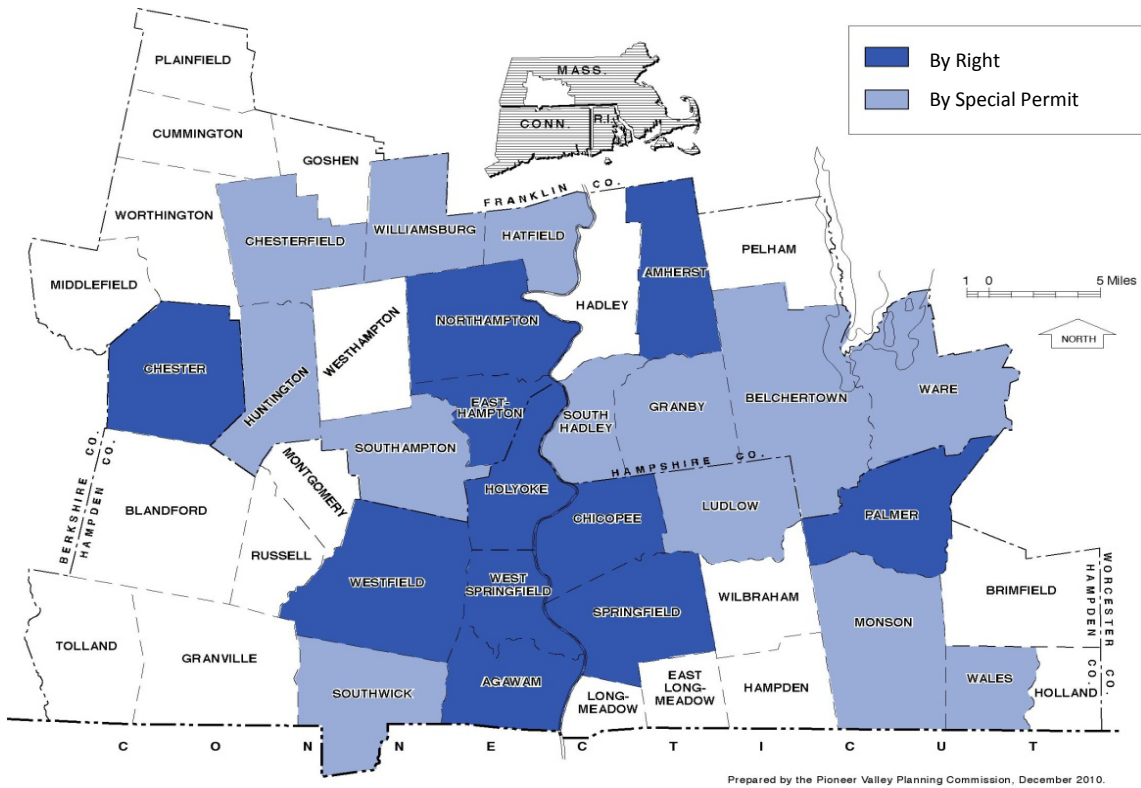 PLAINFIELD
CUMMINGTON
GOSHEN
WORTHINGTON
MIDDLEFIELD
CHESTERFIELD
WILLIAMSBURG
HATFIELD
FRANKLIN CO.
MASS.
CONN.
R.I.
By Right
By Special Permit
PELHAM
AMHERST
HADLEY
1 0 5 Miles
NORTH
NORTHAMPTON
WESTHAMPTON
CHESTER
HUNTINGTON
EAST-
HAMPTON
SOUTH
HADLEY
GRANBY
BELCHERTOWN
WARE
SOUTHAMPTON
MONTGOMERY
HAMPSHIRE CO.
HOLYOKE
CHICOPEE
LUDLOW
PALMER
BERKSHIRE CO.
HAMPDEN CO.
BLANDFORD
RUSSELL
WESTFIELD
WEST
SPRINGFIELD
SPRINGFIELD
WILBRAHAM
MONSON
BRIMFIELD
HAMPDEN CO.
WORCESTER CO.
TOLLAND
GRANVILLE
SOUTHWICK
AGAWAM
LONG-
MEADOW
EAST
LONG-
MEADOW
HAMPDEN
WALES
HOLLAND
CONNECTICUT
Prepared by the Pioneer Valley Planning Commission, December 2010.